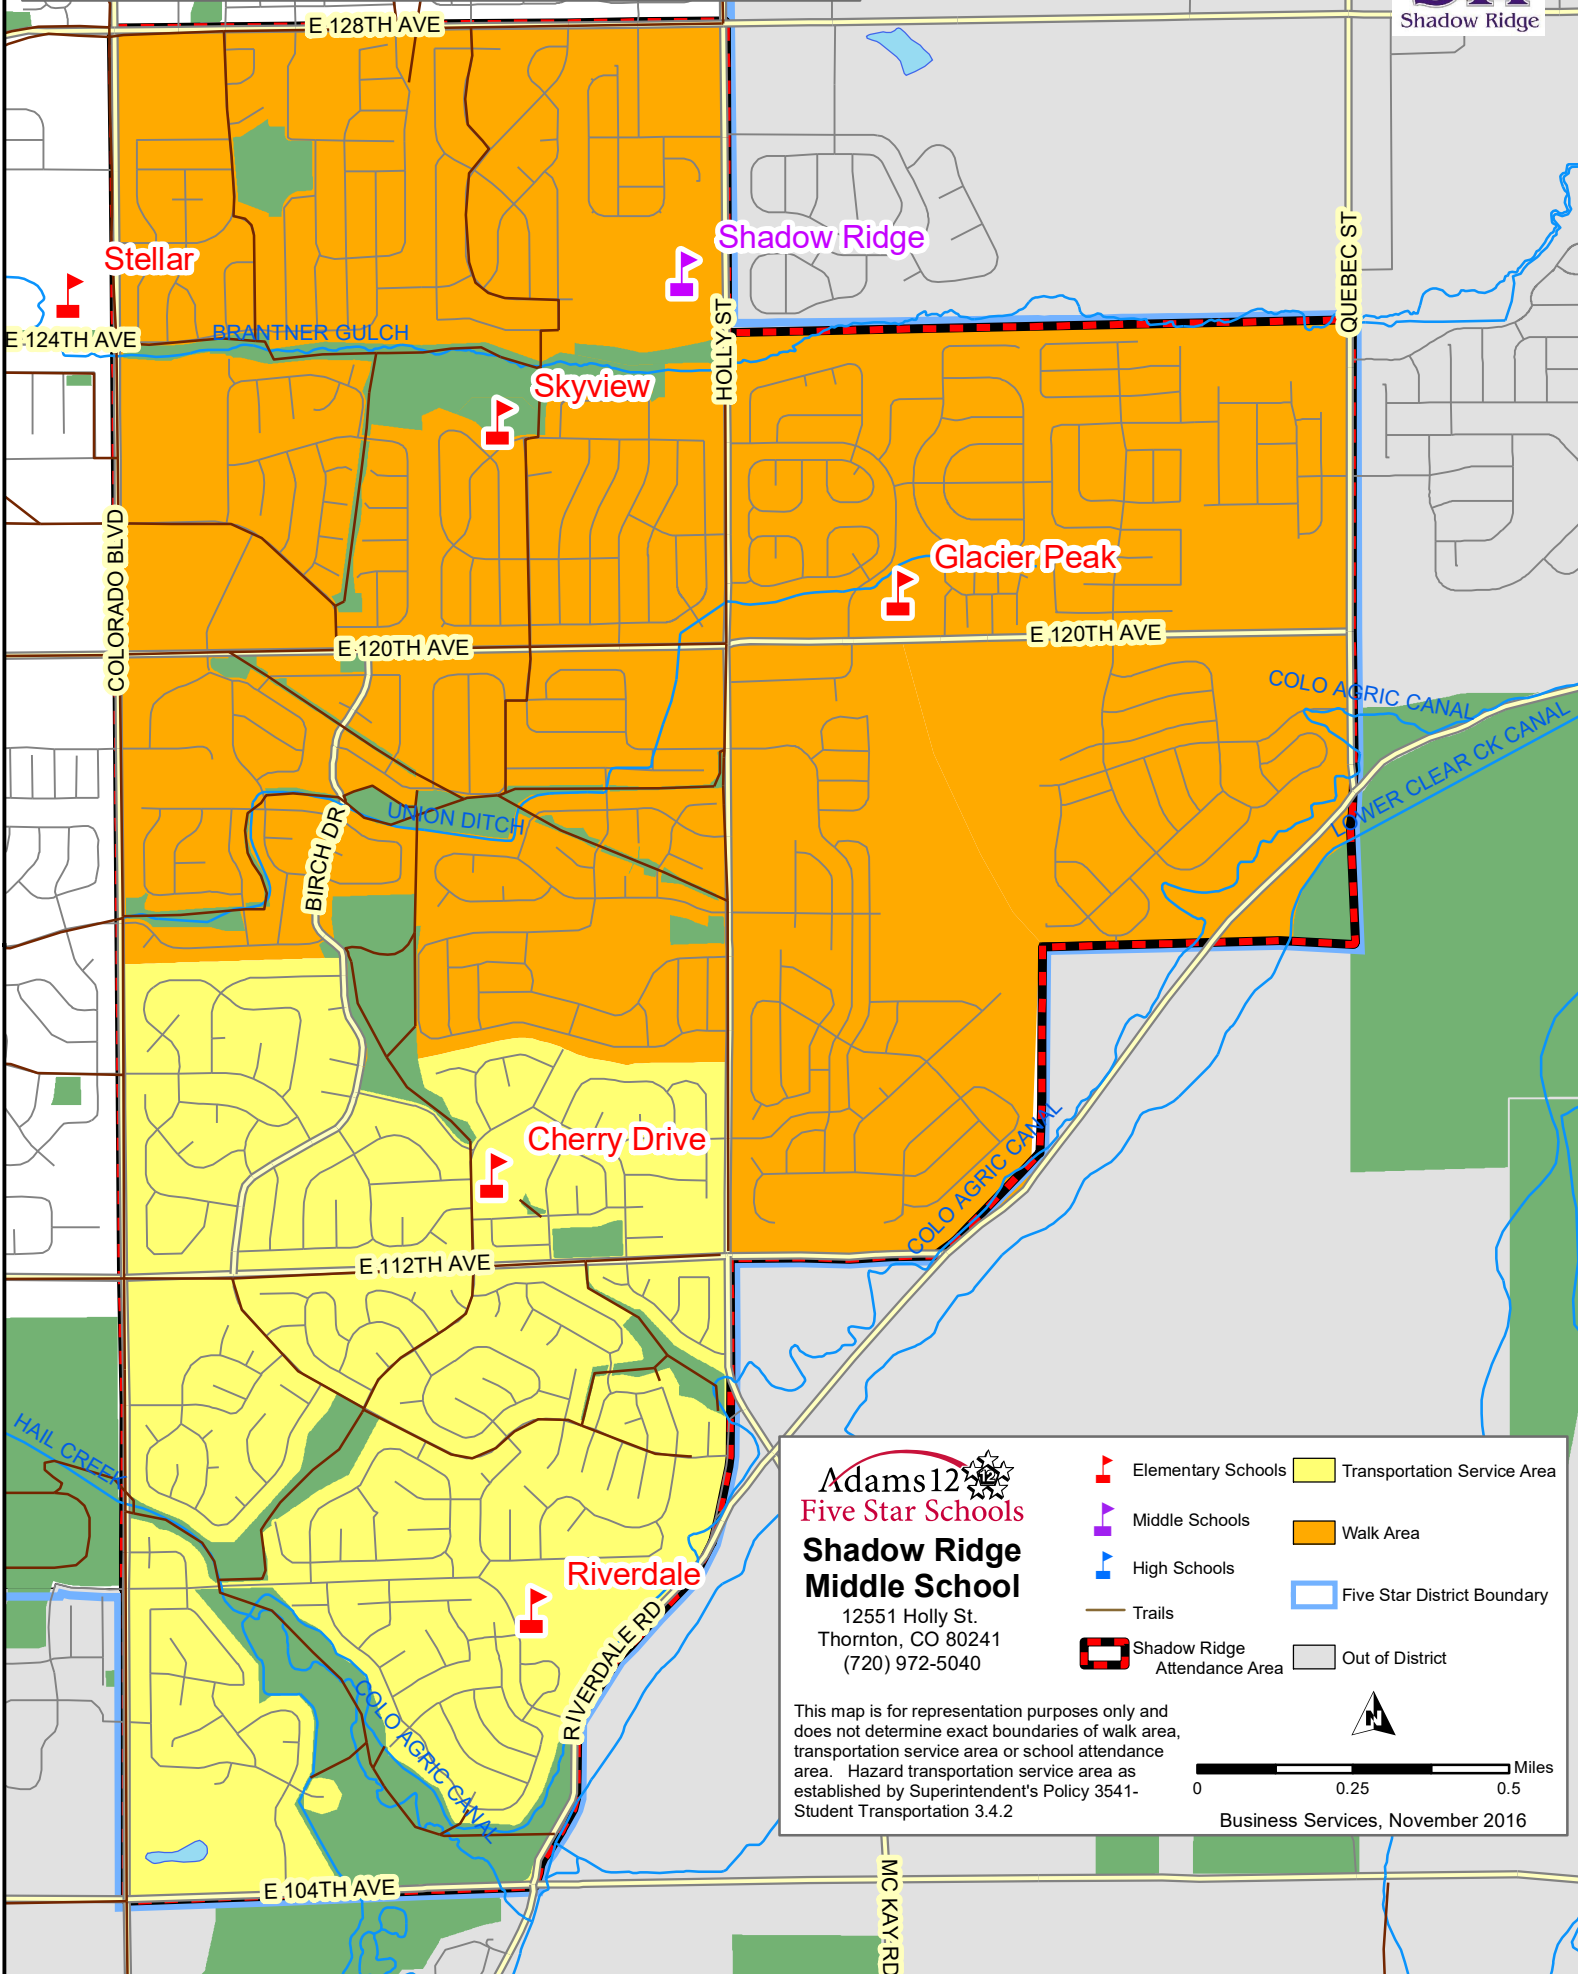 E 128TH AVE
SR
Shadow Ridge
Stellar
Shadow Ridge
QUEBEC ST
E 124TH AVE
BRANTNER GULCH
HOLLY ST
Skyview
COLORADO BLVD
Glacier Peak
E 120TH AVE
E 120TH AVE
COLO AGRIC CANAL
LOWER CLEAR CK CANAL
UNION DITCH
BIRCH DR
Cherry Drive
COLO AGRIC CANAL
E 112TH AVE
HAIL CREEK
Riverdale
RIVERDALE RD
COLO AGRIC CANAL
E 104TH AVE
MC KAY RD
Adams 12
12
Five Star Schools
Shadow Ridge
Middle School
12551 Holly St.
Thornton, CO 80241
(720) 972-5040
Elementary Schools
Middle Schools
High Schools
Trails
Shadow Ridge
Attendance Area
Transportation Service Area
Walk Area
Five Star District Boundary
Out of District
This map is for representation purposes only and
does not determine exact boundaries of walk area,
transportation service area or school attendance
area. Hazard transportation service area as
established by Superintendent's Policy 3541-
Student Transportation 3.4.2
N
Miles
0 0.25 0.5
Business Services, November 2016